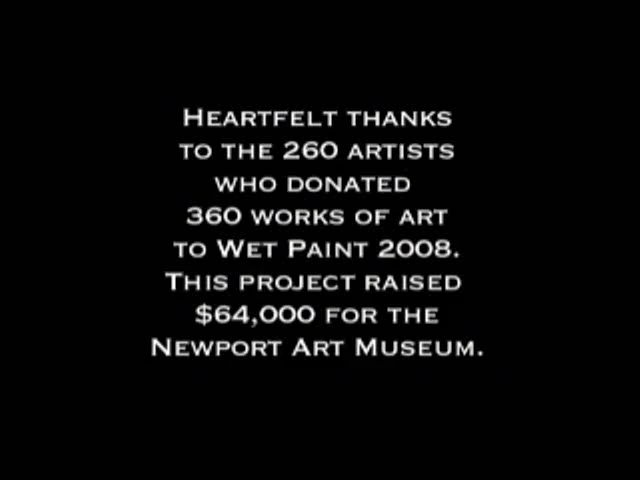 Heartfelt thanks
to the 260 artists
who donated
360 works of art
to Wet Paint 2008.
This project raised
$64,000 for the
Newport Art Museum.